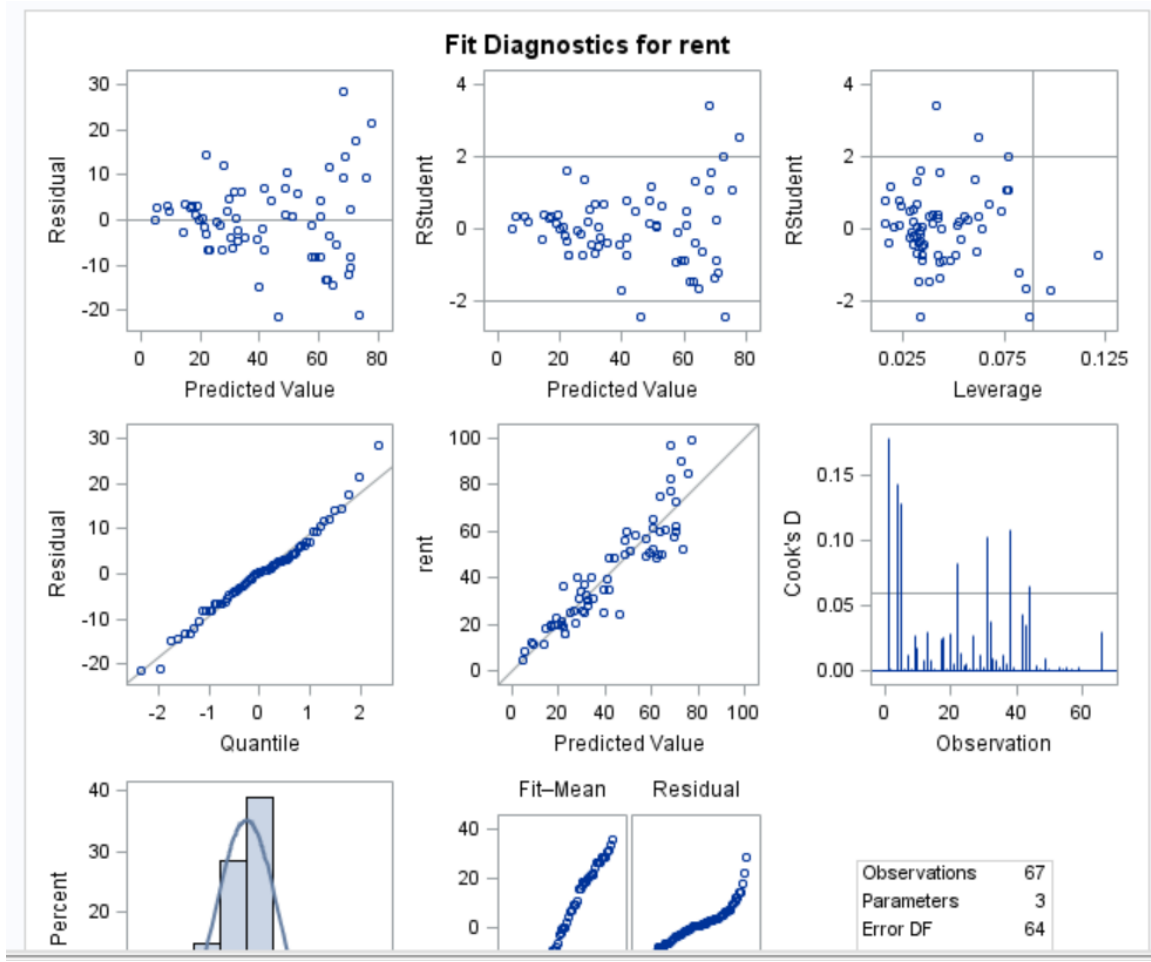 Fit Diagnostics for rent
30
20
10
0
-10
-20
Residual
0 20 40 60 80
Predicted Value
4
2
0
-2
RStudent
0 20 40 60 80
Predicted Value
4
2
0
-2
RStudent
0.025 0.075 0.125
Leverage
30
20
10
0
-10
-20
Residual
-2 -1 0 1 2
Quantile
100
80
60
40
20
0
rent
0 20 40 60 80 100
Predicted Value
0.15
0.10
0.05
0.00
Cook's D
0 20 40 60
Observation
40
30
20
Percent
Fit–Mean Residual
40
20
0
Observations 67
Parameters 3
Error DF 64